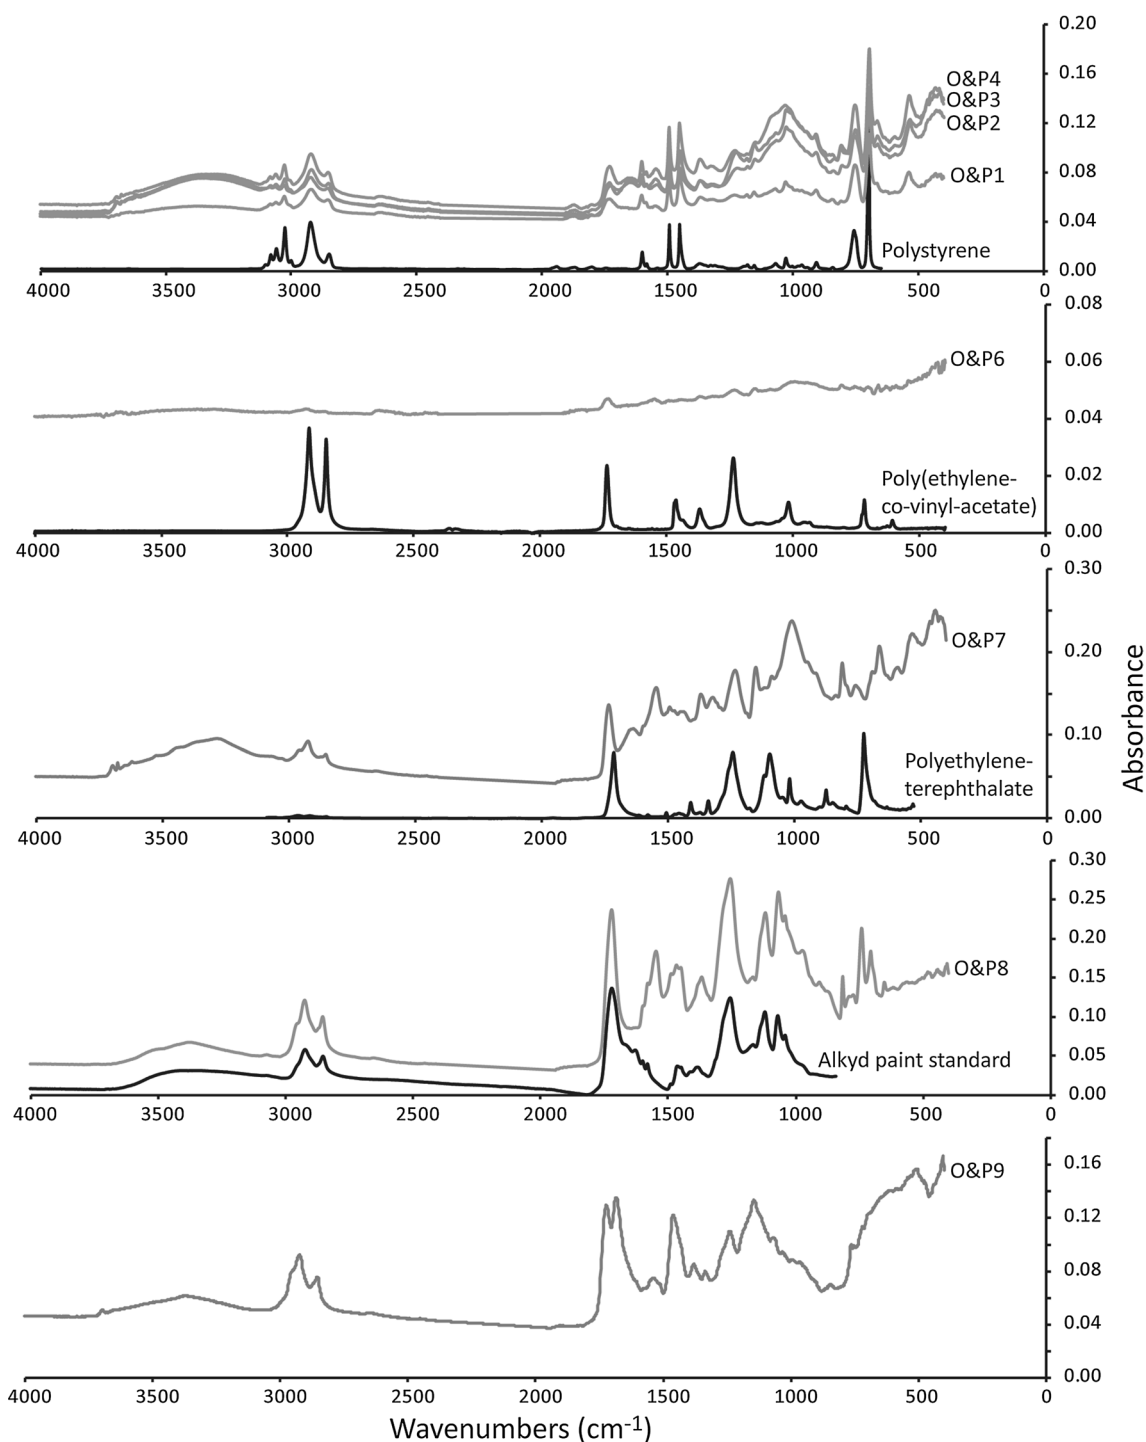 0.20
0.16
O&P4
O&P3
0.12
O&P2
0.08
O&P1
0.04
Polystyrene
0.00
4000 3500 3000 2500 2000 1500 1000 500 0
0.08
0.06
O&P6
0.04
0.02
Poly(ethylene-
co-vinyl-acetate)
0.00
4000 3500 3000 2500 2000 1500 1000 500 0
0.30
0.20
O&P7
0.10
Polyethylene-
terephthalate
0.00
4000 3500 3000 2500 2000 1500 1000 500 0
Absorbance
0.30
0.25
0.20
O&P8
0.15
0.10
Alkyd paint standard
0.05
0.00
4000 3500 3000 2500 2000 1500 1000 500 0
O&P9
0.16
0.12
0.08
0.04
0.00
4000 3500 3000 2500 2000 1500 1000 500 0
Wavenumbers (cm-1)